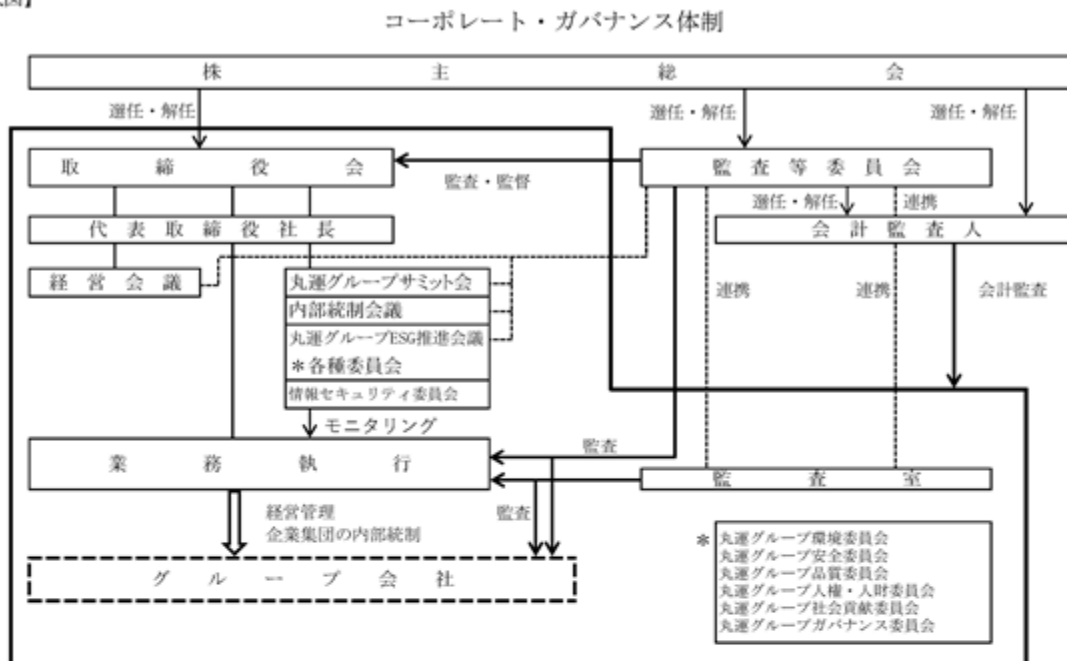 コーポレート・ガバナンス体制
株主総会
選任・解任
選任・解任
選任・解任
取締役会
監査等委員会
監査・監督
選任・解任
連携
代表取締役社長
会計監査人
経営会議
丸運グループサミット会
内部統制会議
丸運グループESG推進会議
＊各種委員会
情報セキュリティ委員会
連携
連携
会計監査
モニタリング
業務執行
監査
監査室
経営管理
企業集団の内部統制
監査
グループ会社
＊
丸運グループ環境委員会
丸運グループ安全委員会
丸運グループ品質委員会
丸運グループ人権・人財委員会
丸運グループ社会貢献委員会
丸運グループガバナンス委員会